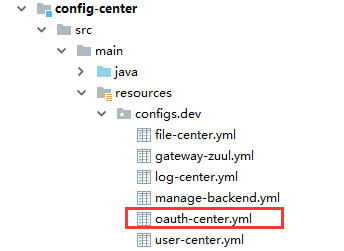 config-center
src
main
java
resources
configs.dev
file-center.yml
gateway-zuul.yml
log-center.yml
manage-backend.yml
oauth-center.yml
user-center.yml